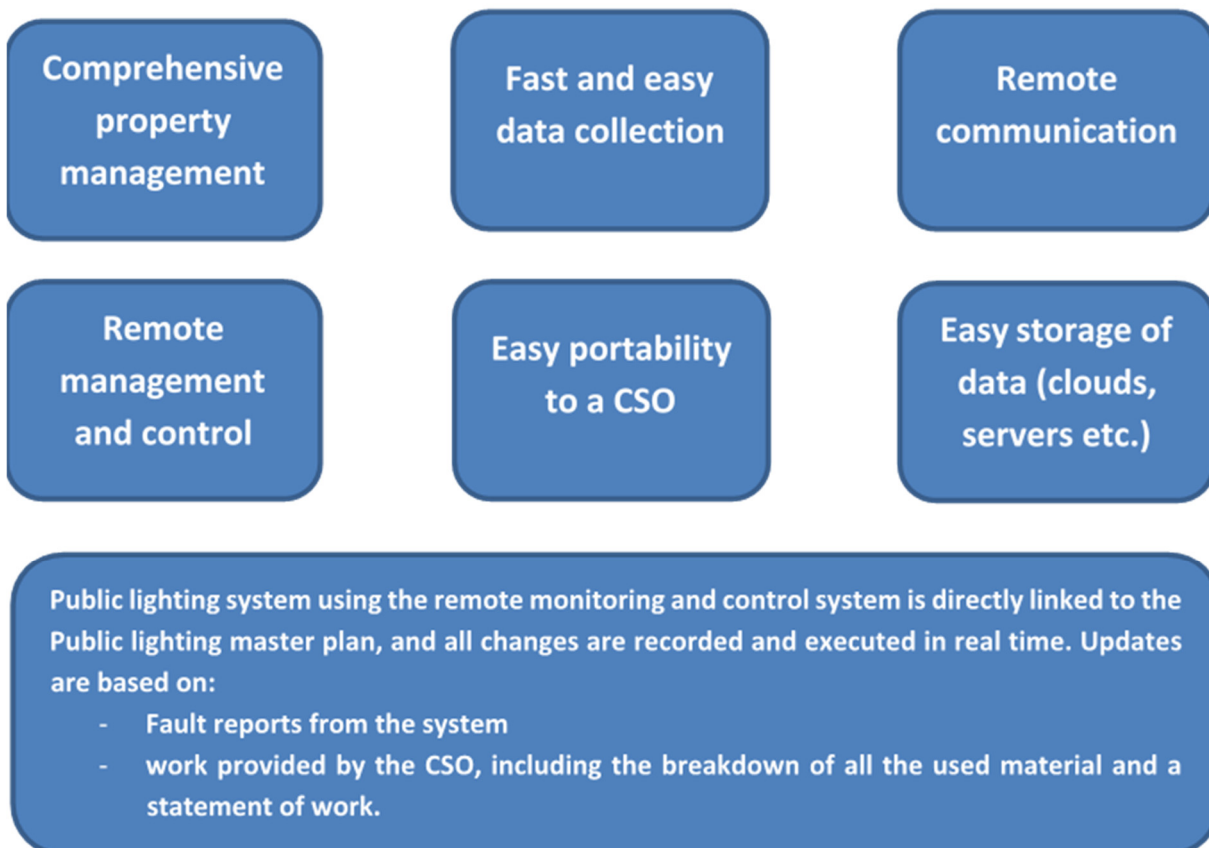 Comprehensive
property
management
Fast and easy
data collection
Remote
communication
Remote
management
and control
Easy portability
to a CSO
Easy storage of
data (clouds,
servers etc.)
Public lighting system using the remote monitoring and control system is directly linked to the
Public lighting master plan, and all changes are recorded and executed in real time. Updates
are based on:
- Fault reports from the system
- work provided by the CSO, including the breakdown of all the used material and a
statement of work.